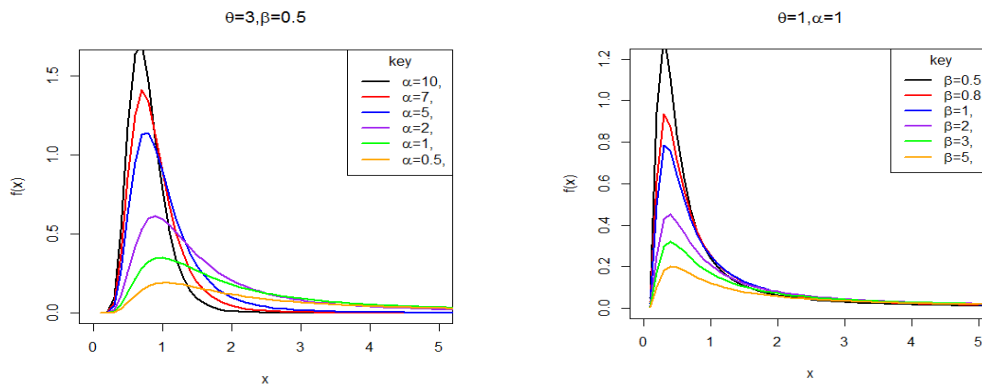 θ=3,β=0.5
key
α=10,
α=7,
α=5,
α=2,
α=1,
α=0.5,
f(x)
0.0
0.5
1.0
1.5
0 1 2 3 4 5
x
θ=1,α=1
key
β=0.5
β=0.8
β=1,
β=2,
β=3,
β=5,
f(x)
0.0
0.2
0.4
0.6
0.8
1.0
1.2
0 1 2 3 4 5
x